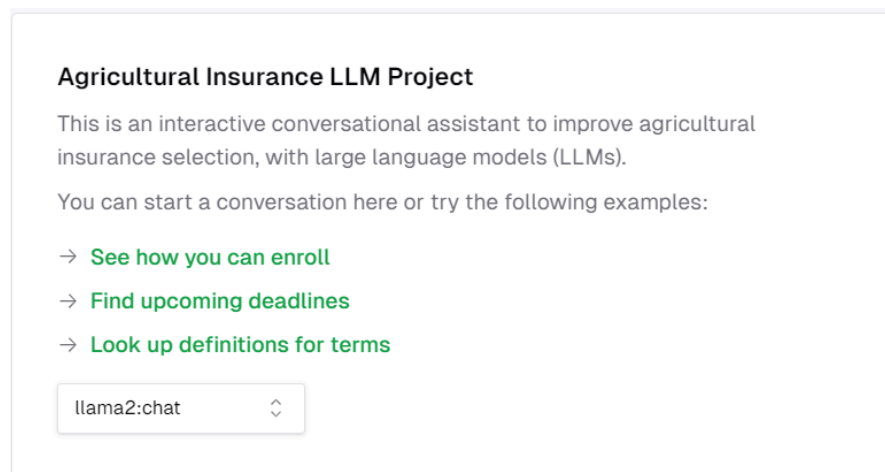 Agricultural Insurance LLM Project
This is an interactive conversational assistant to improve agricultural
insurance selection, with large language models (LLMs).
You can start a conversation here or try the following examples:
→ See how you can enroll
→ Find upcoming deadlines
→ Look up definitions for terms
llama2:chat